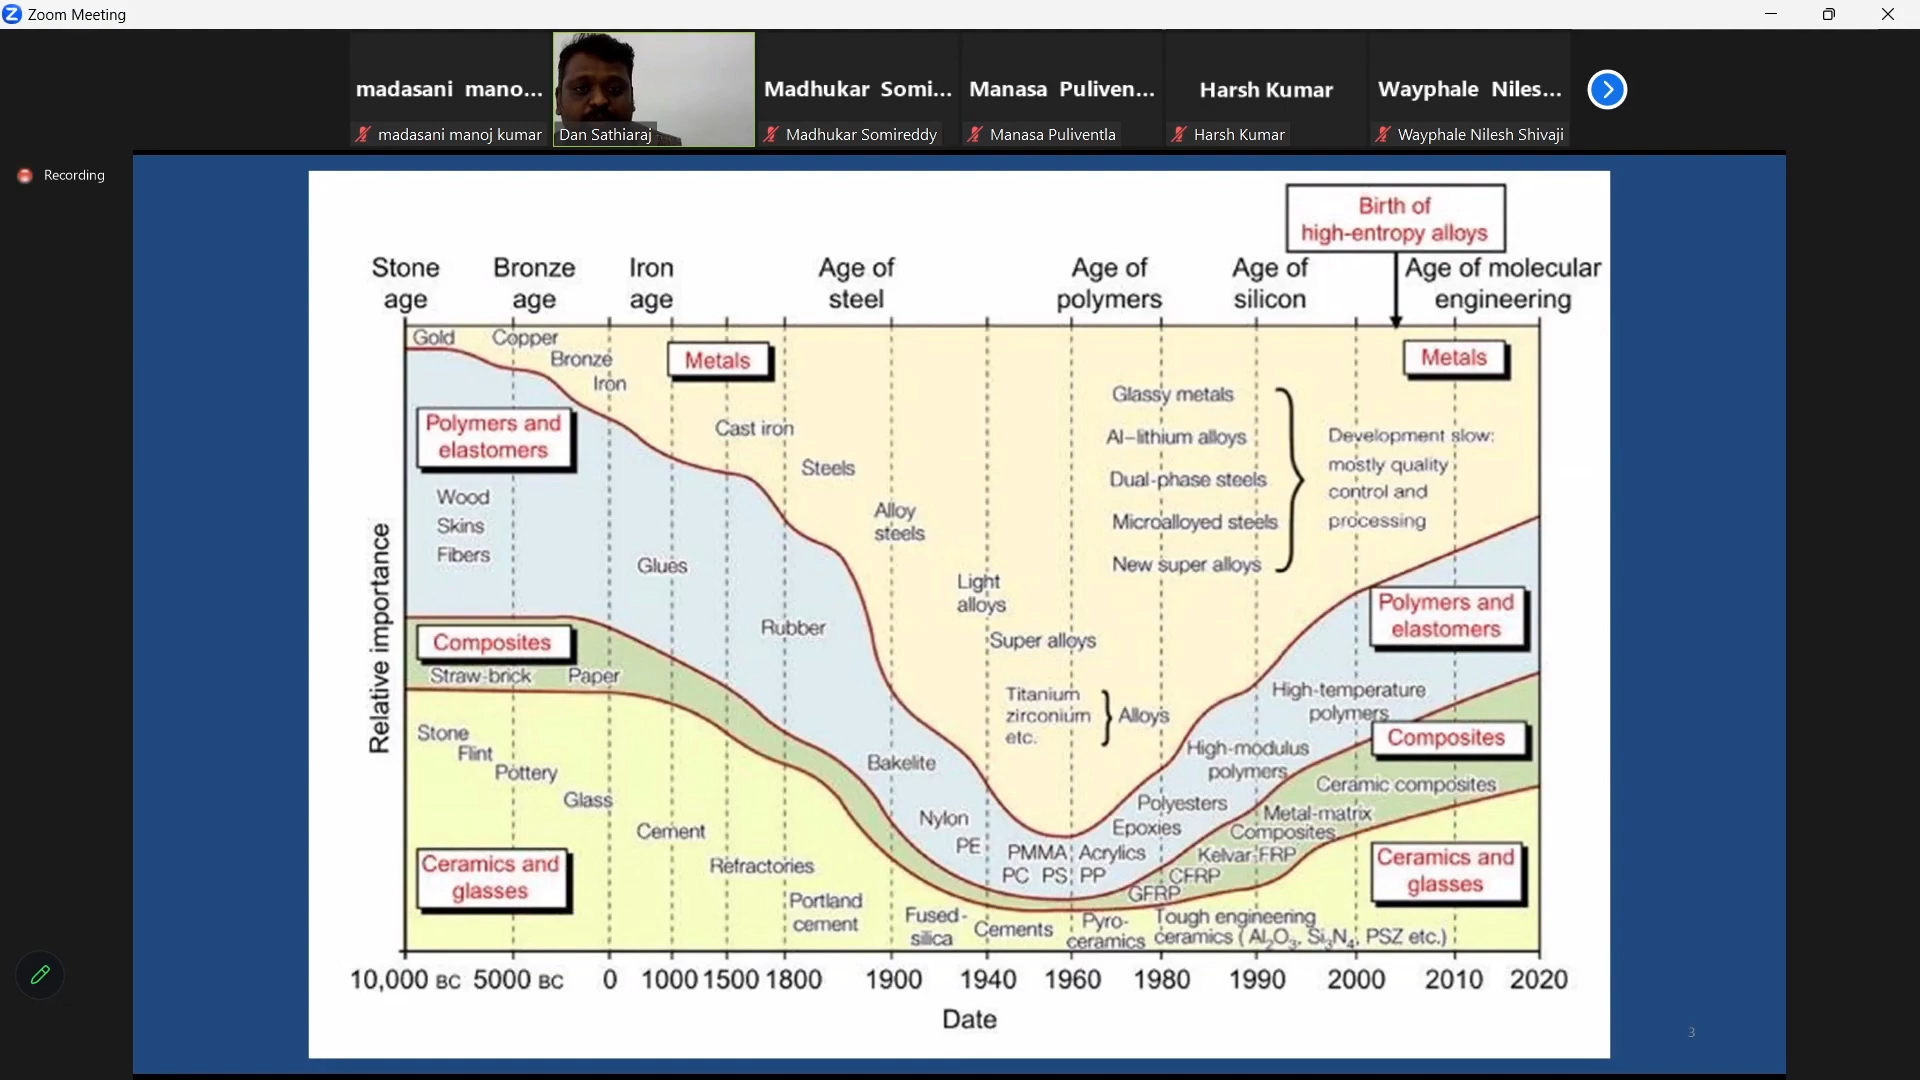 Zoom Meeting
madasani mano...
Madhukar Somi...
Manasa Puliven...
Harsh Kumar
Wayphale Niles...
madasani manoj kumar
Dan Sathiaraj
Madhukar Somireddy
Manasa Puliventla
Harsh Kumar
Wayphale Nilesh Shivaji
Recording
Birth of
high-entropy alloys
Stone
age
Bronze
age
Iron
age
Age of
steel
Age of
polymers
Age of
silicon
Age of molecular
engineering
Gold
Copper
Bronze
Iron
Metals
Metals
Polymers and
elastomers
Wood
Skins
Fibers
Cast iron
Steels
Alloy
steels
Glassy metals
Al-lithium alloys
Dual-phase steels
Microalloyed steels
New super alloys
Development slow:
mostly quality
control and
processing
Glues
Rubber
Light
alloys
Super alloys
Titanium
zirconium
etc.
Alloys
Polymers and
elastomers
Composites
Straw-brick
Paper
High-temperature
polymers
High-modulus
polymers
Composites
Stone
Flint
Pottery
Glass
Cement
Refractories
Portland
cement
Bakelite
Nylon
PE
PMMA
Acrylics
PC
PS
PP
Polyesters
Epoxies
Ceramic composites
Metal-matrix
Composites
Kelvar-FRP
CFRP
GFRP
Ceramics and
glasses
Ceramics and
glasses
Fused-
silica
Cements
Pyro-
ceramics
Tough engineering
ceramics ( Al2O3, Si3N4, PSZ etc.)
Relative importance
10,000 BC
5000 BC
0
1000
1500
1800
1900
1940
1960
1980
1990
2000
2010
2020
Date
3